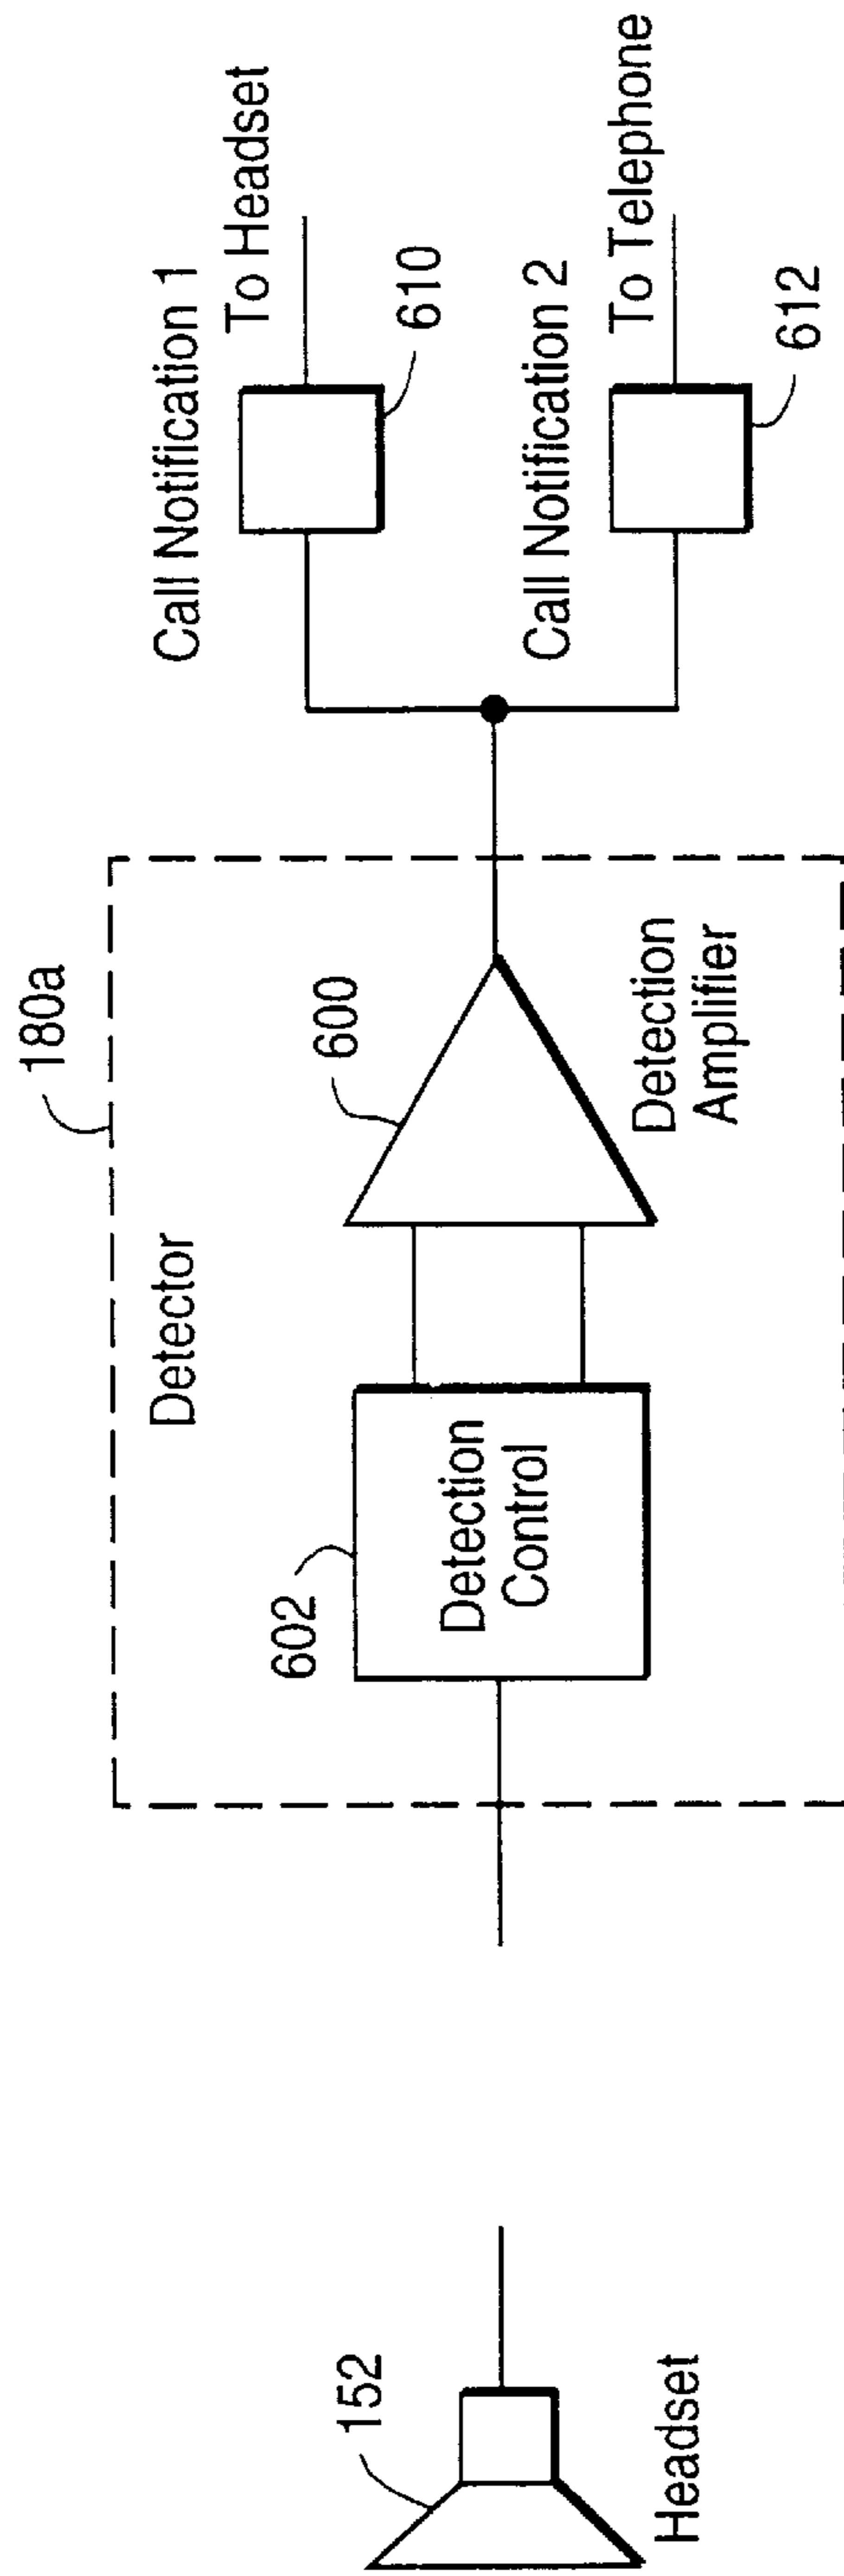 152
Headset
180a
Detector
602
Detection
Control
600
Detection
Amplifier
Call Notification 1
To Headset
610
Call Notification 2
To Telephone
612